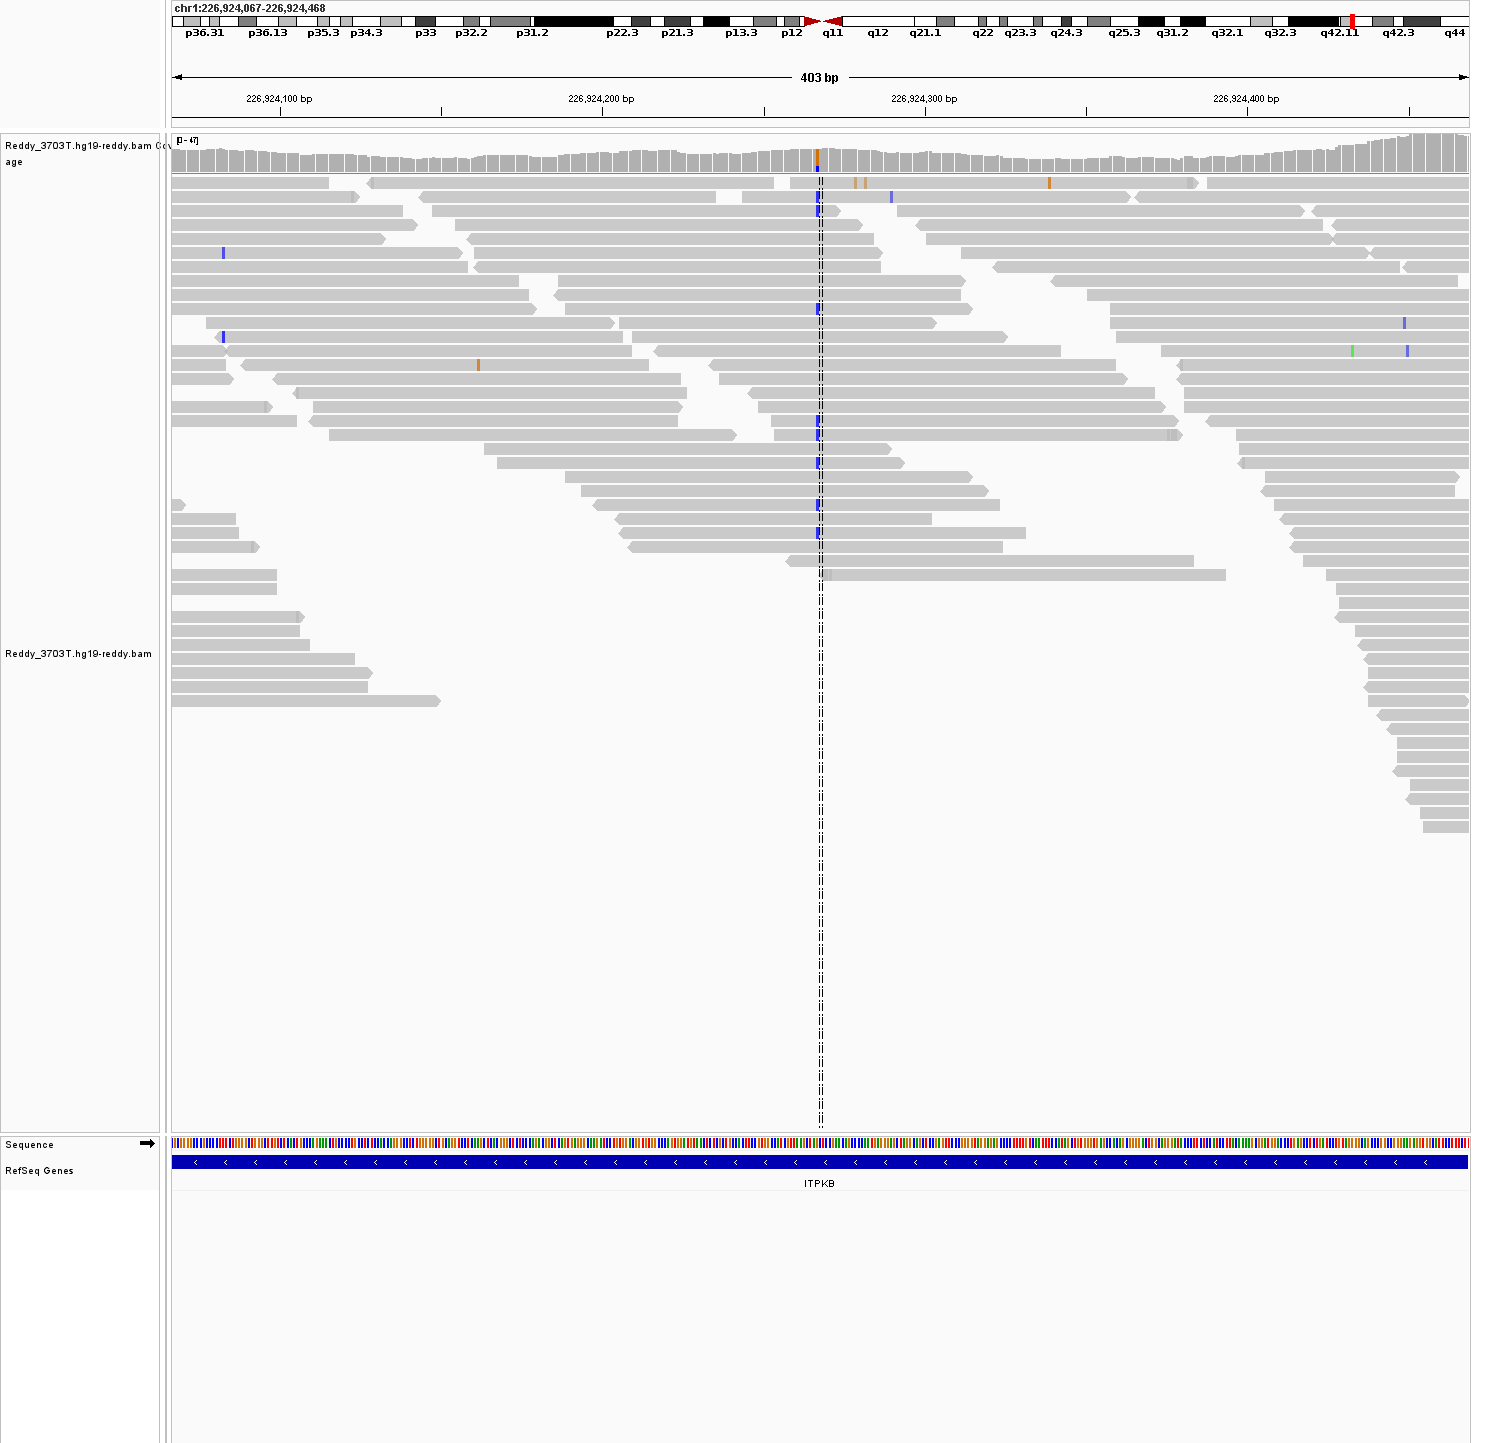 chr1:226,924,067-226,924,468
p36.31 p36.13 p35.3 p34.3 p33 p32.2 p31.2 p22.3 p21.3 p13.3 p12 q11 q12 q21.1 q22 q23.3 q24.3 q25.3 q31.2 q32.1 q32.3 q42.11 q42.3 q44
403 bp
226,924,100 bp 226,924,200 bp 226,924,300 bp 226,924,400 bp
[0 - 47]
Reddy_3703T.hg19-reddy.bam Cov
age
Reddy_3703T.hg19-reddy.bam
Sequence
RefSeq Genes
ITPKB